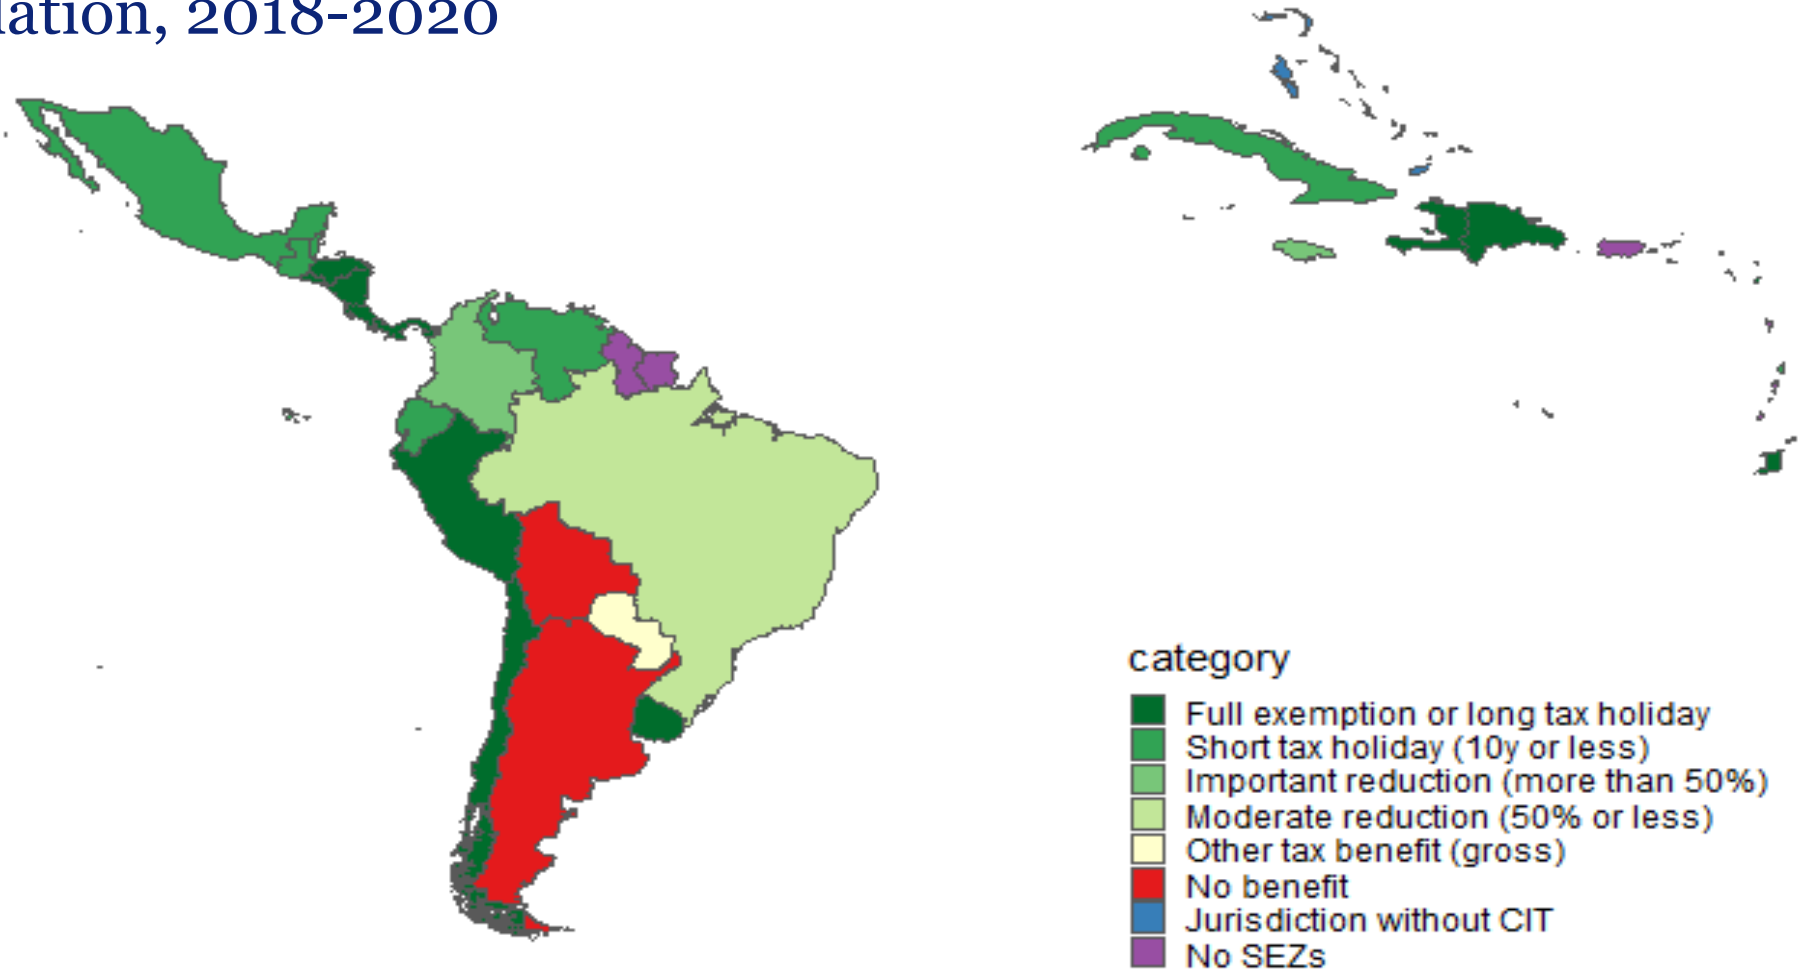 lation, 2018-2020
category
Full exemption or long tax holiday
Short tax holiday (10y or less)
Important reduction (more than 50%)
Moderate reduction (50% or less)
Other tax benefit (gross)
No benefit
Jurisdiction without CIT
No SEZs